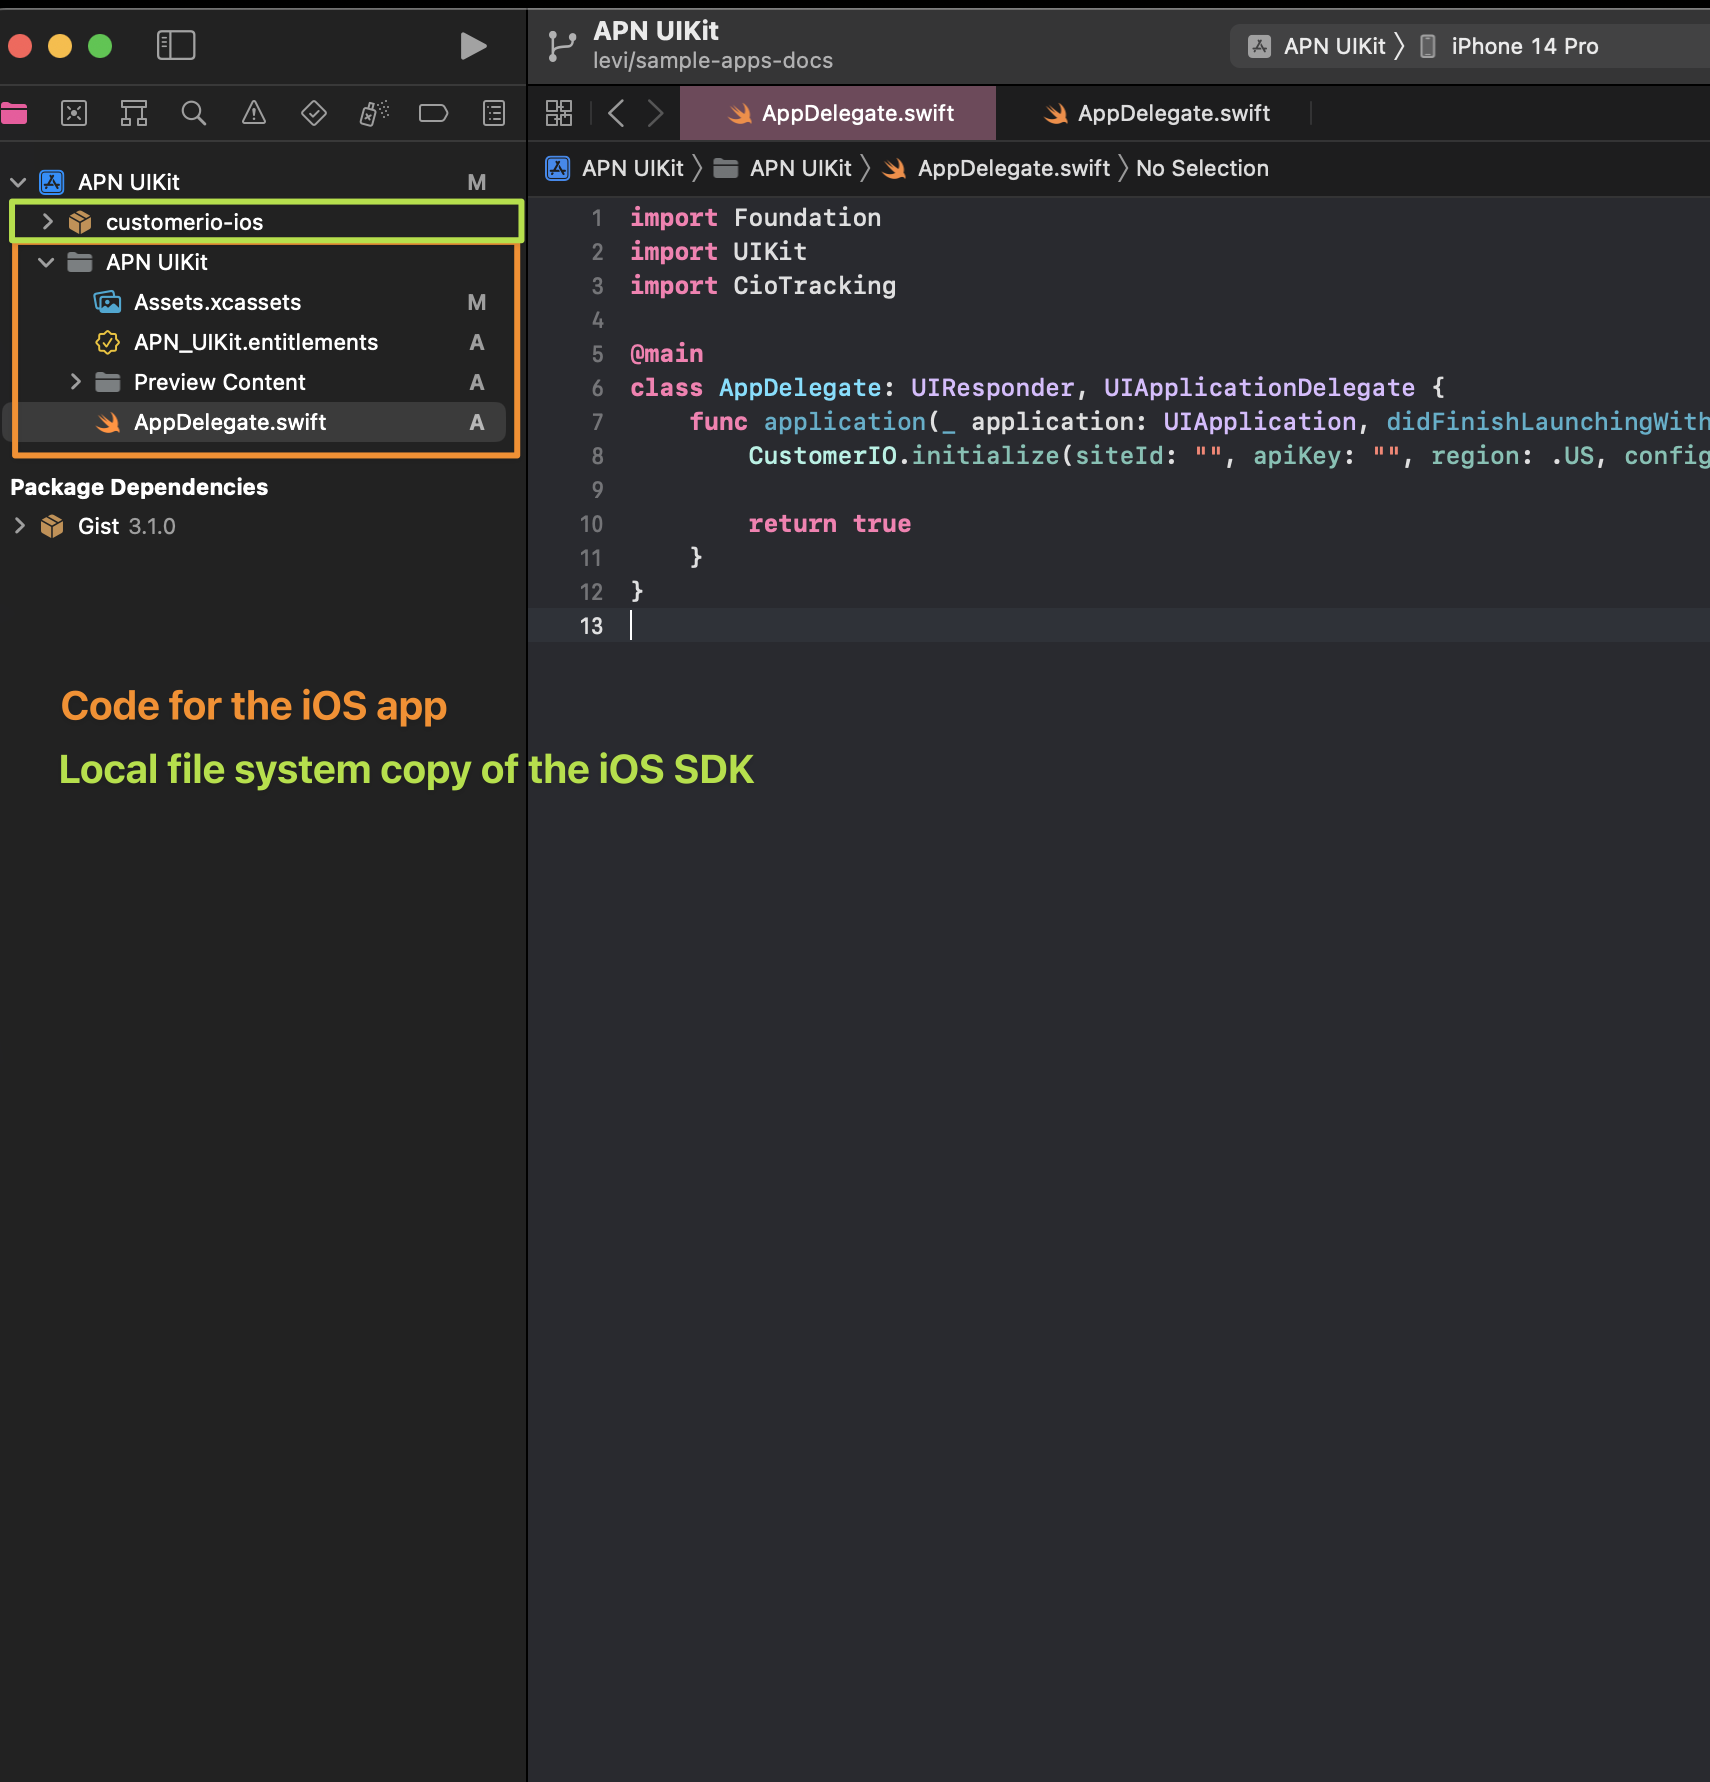 APN UIKit
levi/sample-apps-docs
APN UIKit
iPhone 14 Pro
AppDelegate.swift
AppDelegate.swift
APN UIKit
APN UIKit
AppDelegate.swift
No Selection
APN UIKit M
customerio-ios
APN UIKit
Assets.xcassets M
APN_UIKit.entitlements A
Preview Content A
AppDelegate.swift A
Package Dependencies
Gist 3.1.0
Code for the iOS app
Local file system copy of the iOS SDK
1 import Foundation
2 import UIKit
3 import CioTracking
4
5 @main
6 class AppDelegate: UIResponder, UIApplicationDelegate {
7 func application(_ application: UIApplication, didFinishLaunchingWith
8 CustomerIO.initialize(siteId: "", apiKey: "", region: .US, config
9
10 return true
11 }
12 }
13